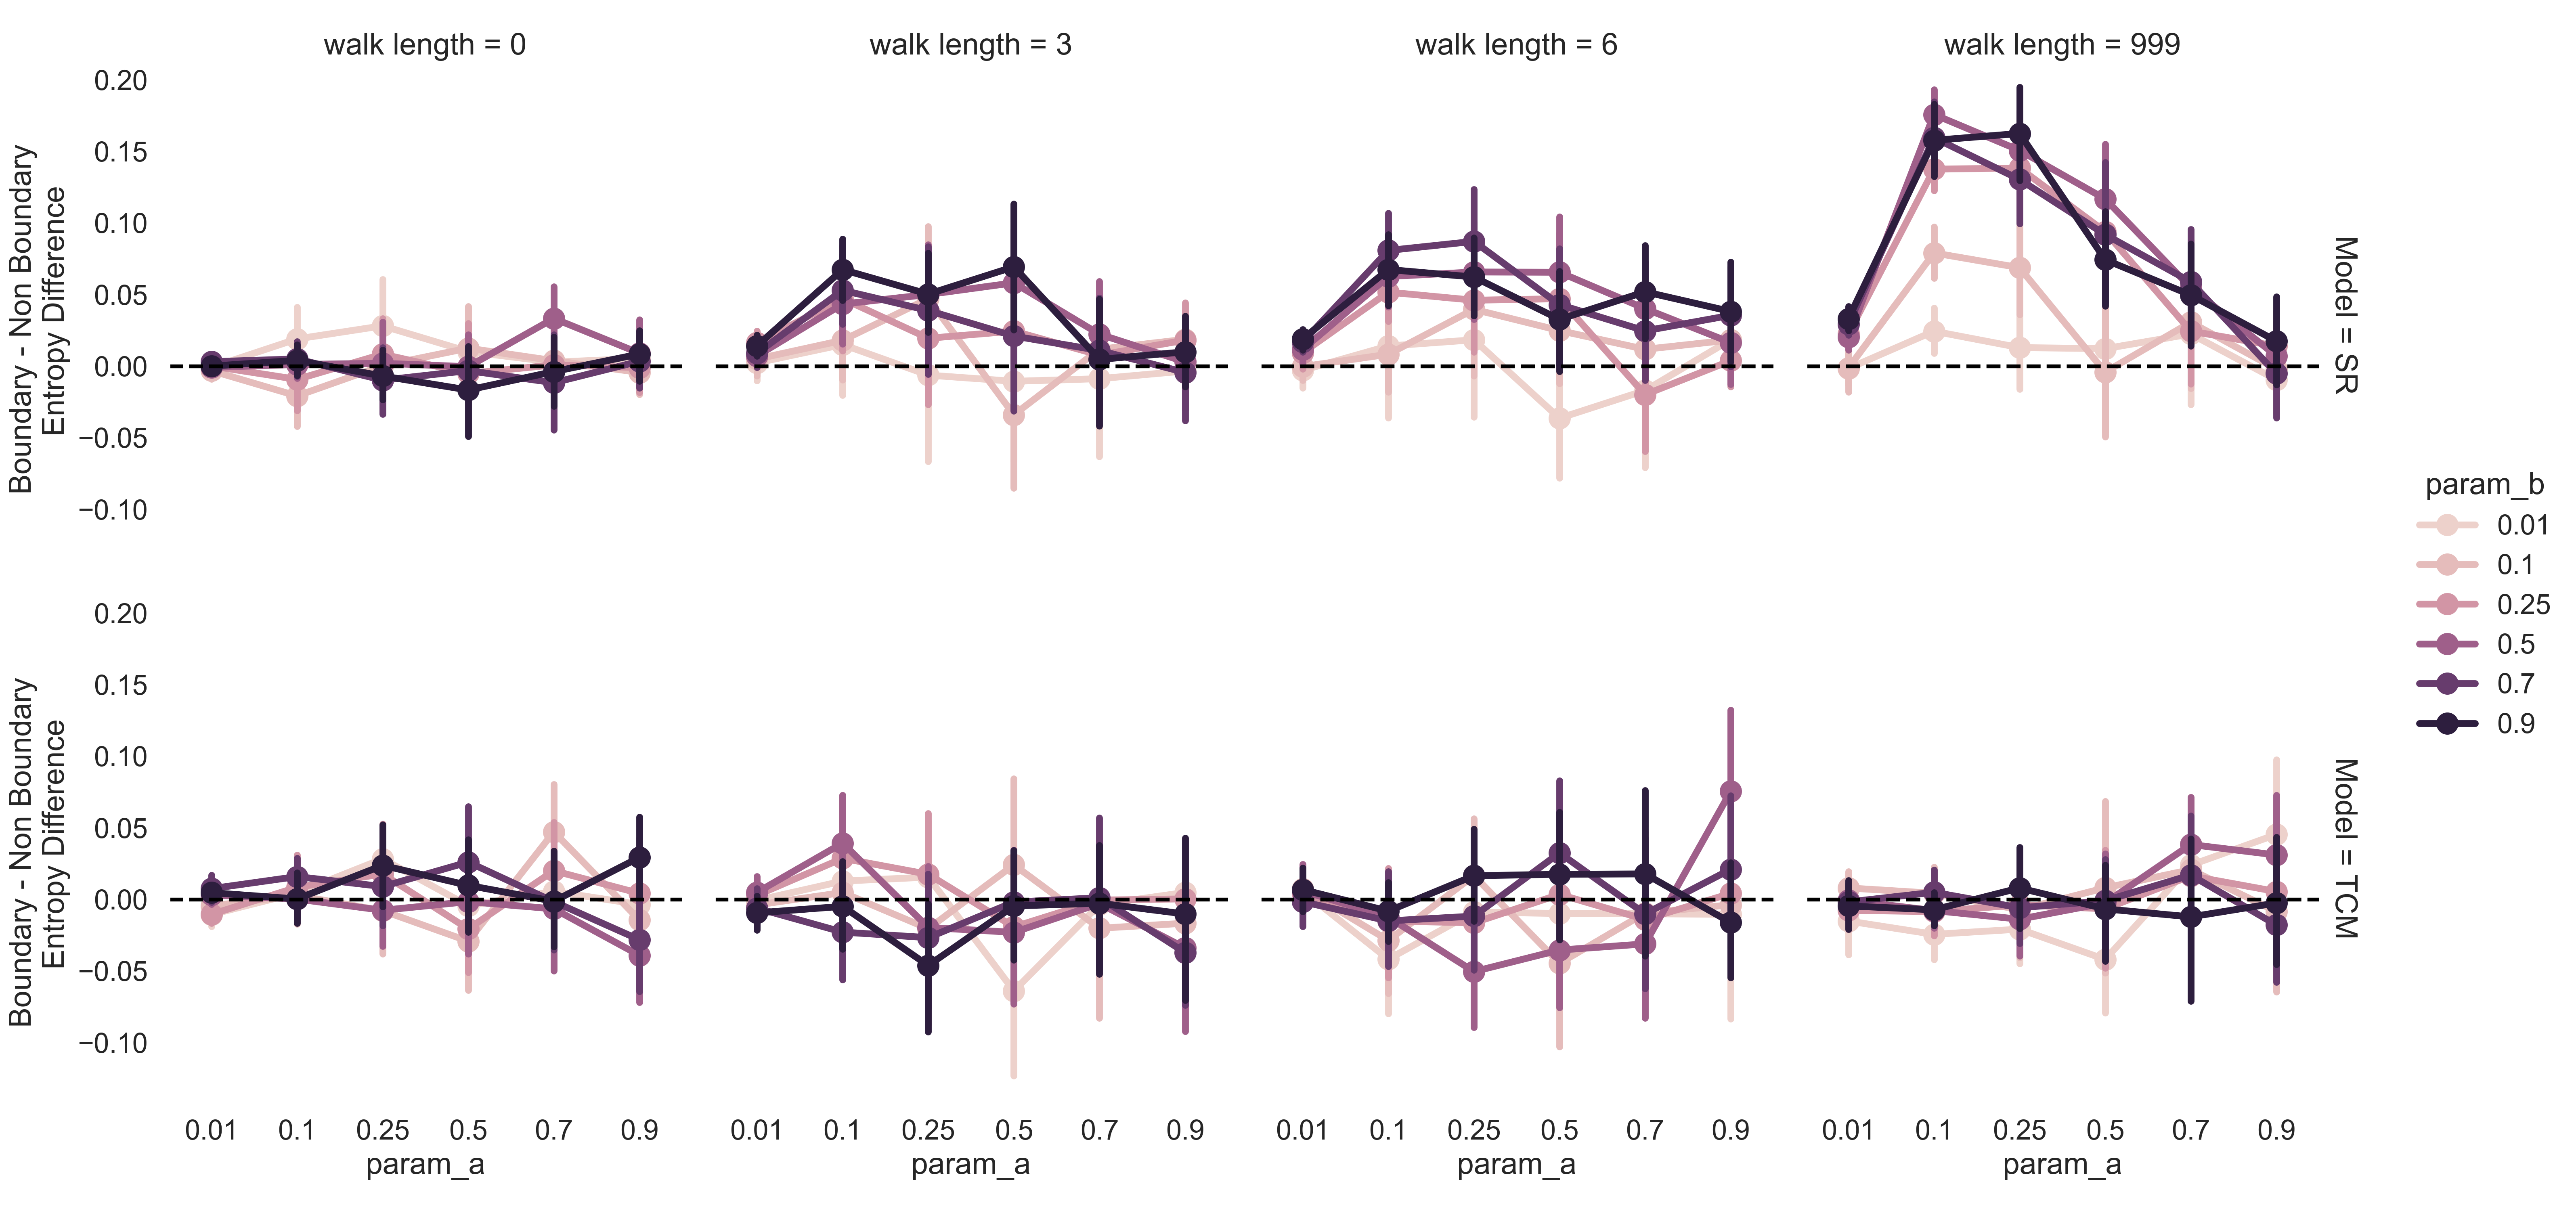 walk length = 0
walk length = 3
walk length = 6
walk length = 999
Boundary - Non Boundary
Entropy Difference
0.20
0.15
0.10
0.05
0.00
−0.05
−0.10
Model = SR
param_b
0.01
0.1
0.25
0.5
0.7
0.9
Boundary - Non Boundary
Entropy Difference
0.20
0.15
0.10
0.05
0.00
−0.05
−0.10
Model = TCM
0.01 0.1 0.25 0.5 0.7 0.9
param_a
0.01 0.1 0.25 0.5 0.7 0.9
param_a
0.01 0.1 0.25 0.5 0.7 0.9
param_a
0.01 0.1 0.25 0.5 0.7 0.9
param_a